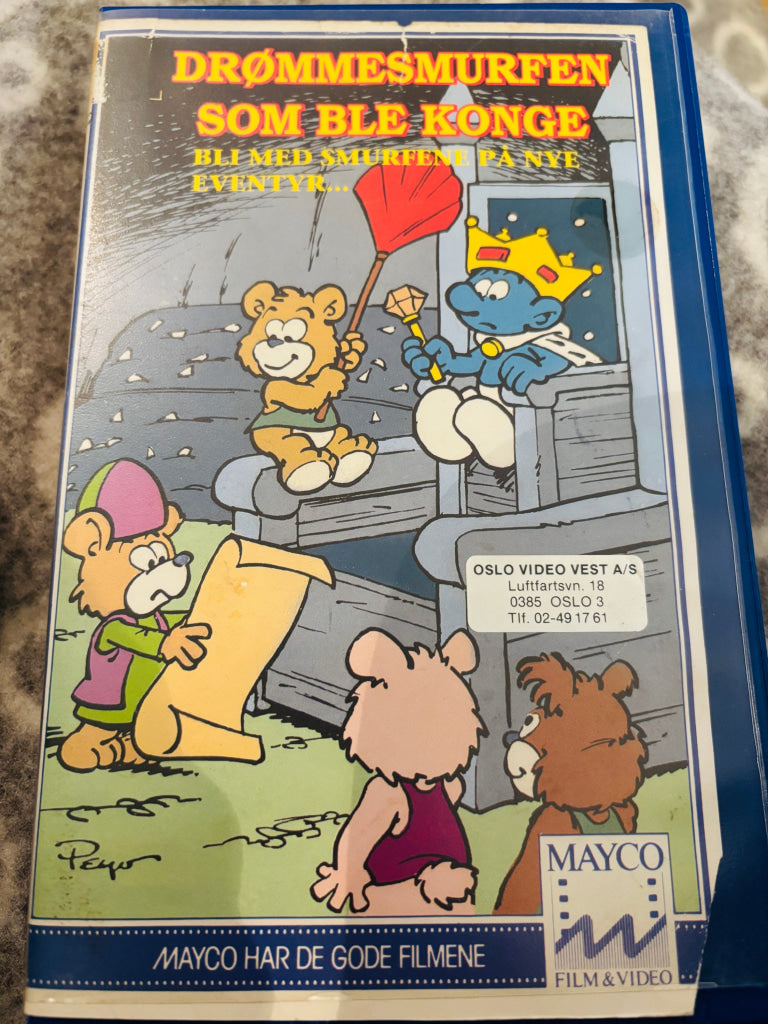 DRØMMESMURFEN
SOM BLE KONGE
BLI MED SMURFENE PÅ NYE
EVENTYR...
OSLO VIDEO VEST A/S
Luftfartsvn. 18
0385 OSLO 3
Tlf. 02-49 17 61
Peyo
MAYCO
FILM & VIDEO
MAYCO HAR DE GODE FILMENE